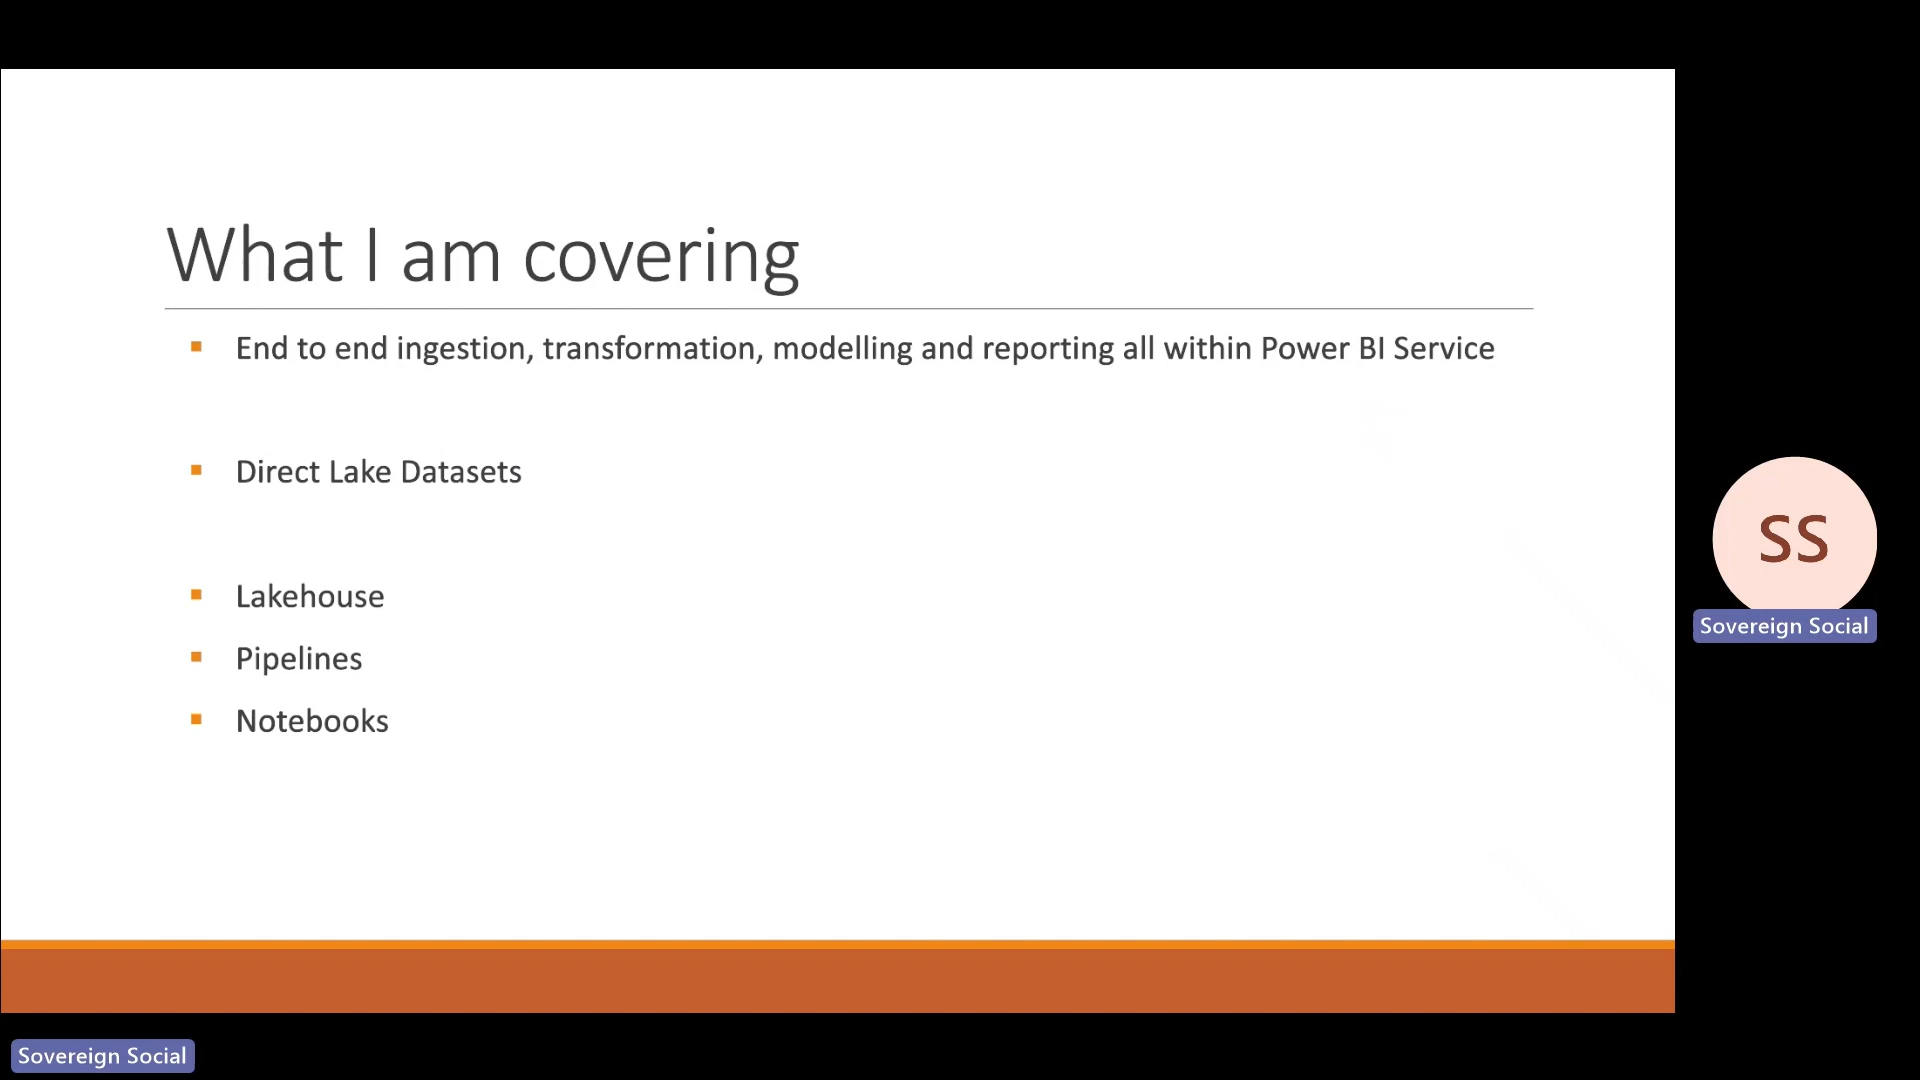 What I am covering
End to end ingestion, transformation, modelling and reporting all within Power BI Service
Direct Lake Datasets
Lakehouse
Pipelines
Notebooks
SS
Sovereign Social
Sovereign Social